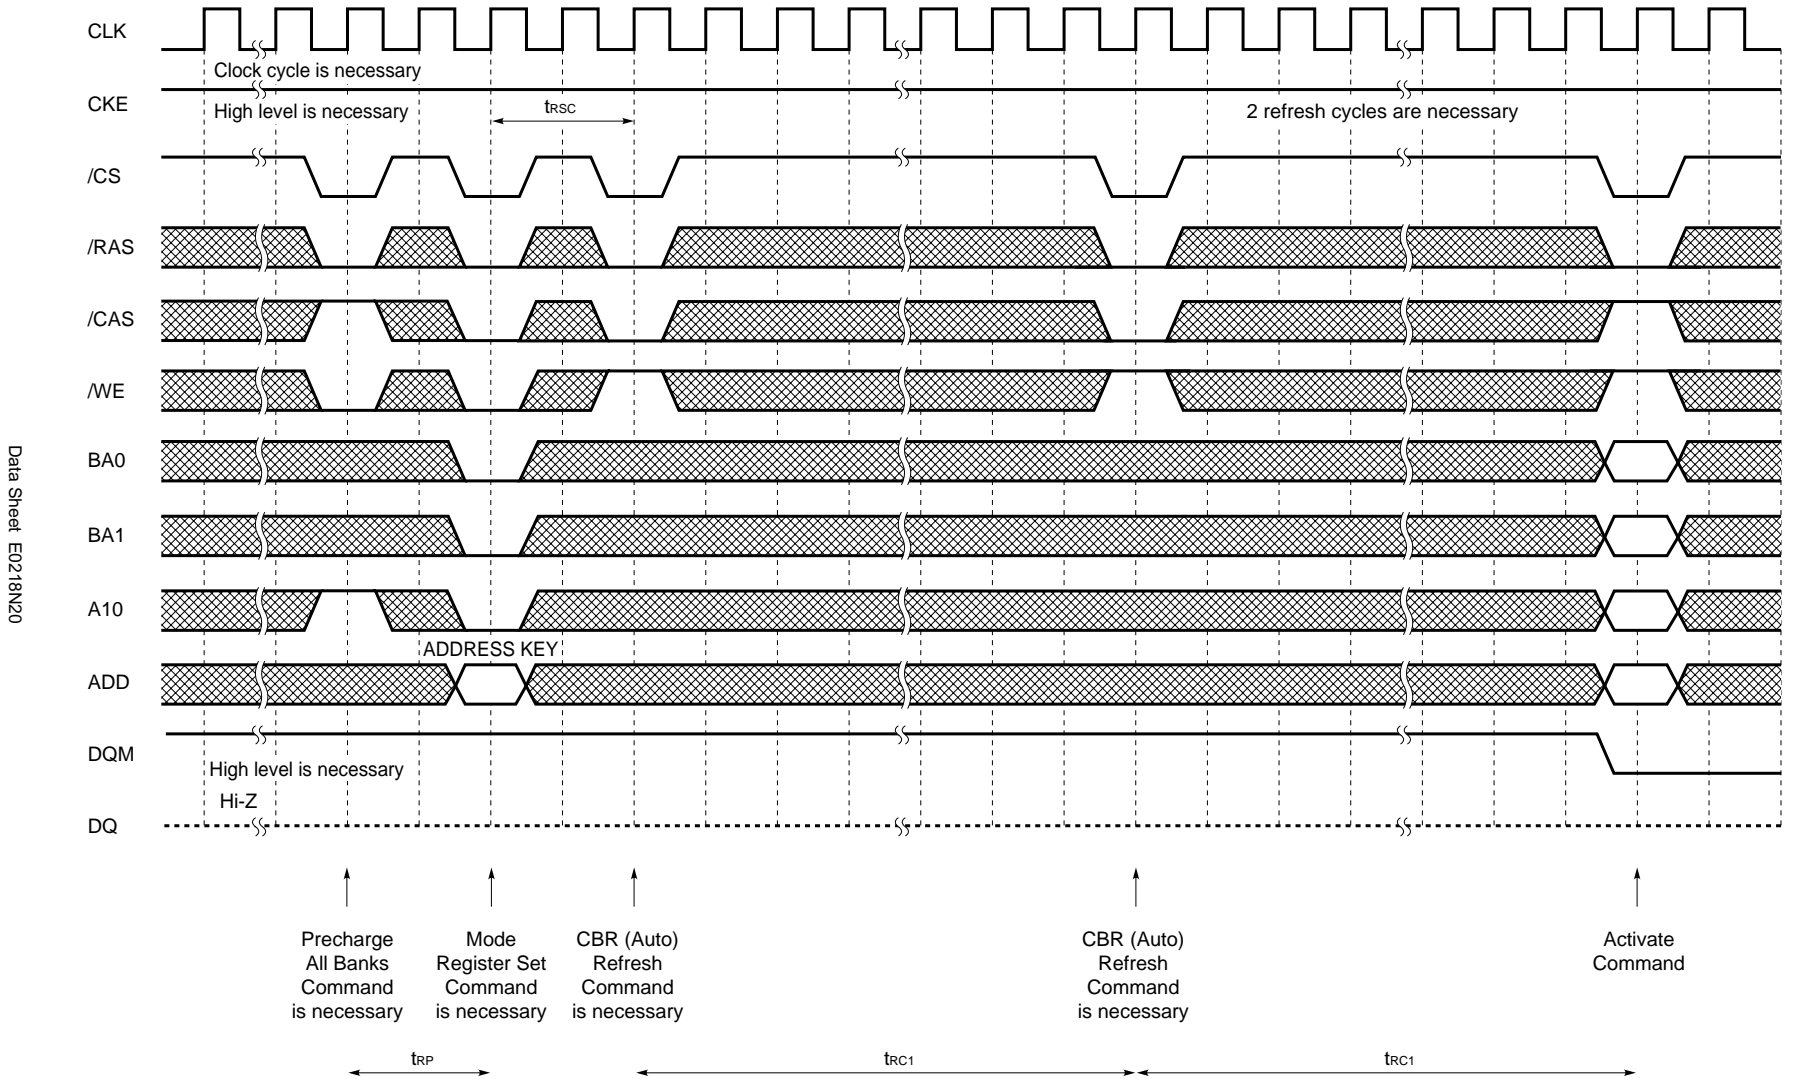 CLK
Clock cycle is necessary
CKE
High level is necessary
tRSC
2 refresh cycles are necessary
/CS
/RAS
/CAS
/WE
BA0
BA1
A10
ADDRESS KEY
ADD
DQM
High level is necessary
Hi-Z
DQ
Precharge
All Banks
Command
is necessary
Mode
Register Set
Command
is necessary
CBR (Auto)
Refresh
Command
is necessary
CBR (Auto)
Refresh
Command
is necessary
Activate
Command
tRP
tRC1
tRC1
Data Sheet E0218N20